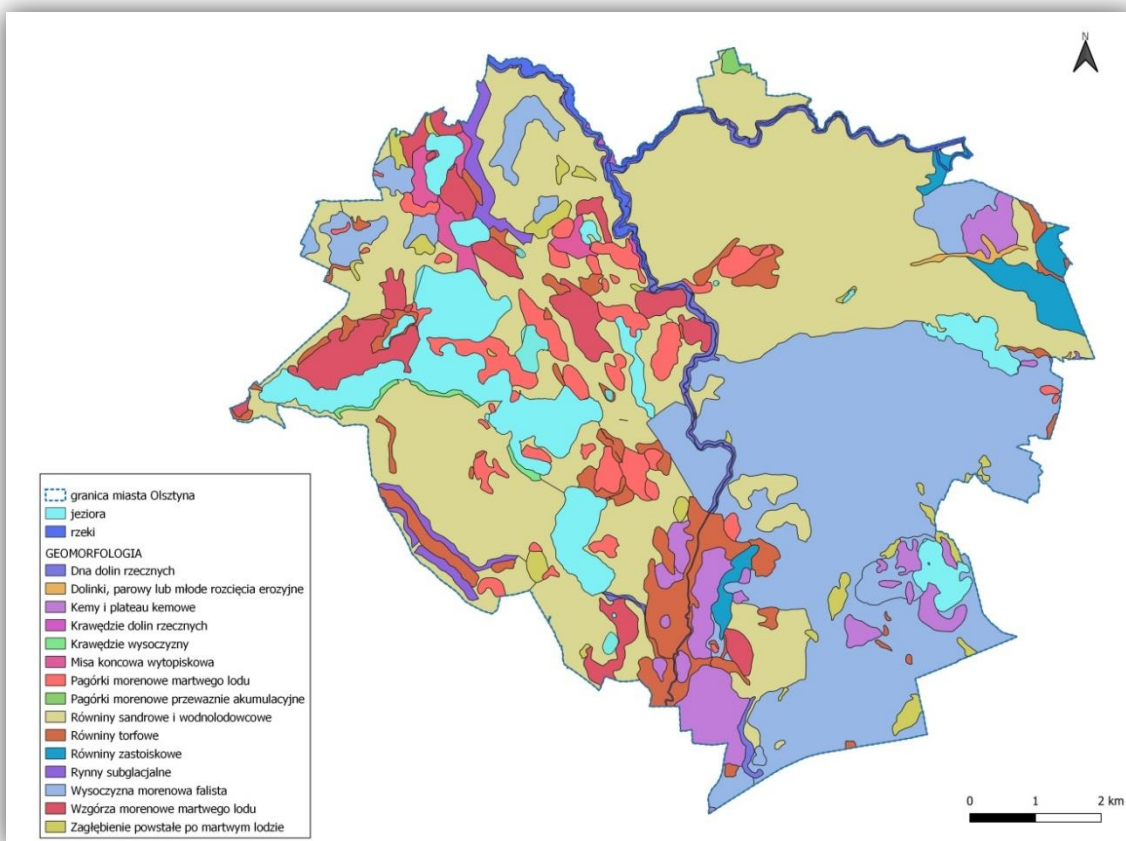 N
granica miasta Olsztyna
jeziora
rzeki
GEOMORFOLOGIA
Dna dolin rzecznych
Dolinki, parowy lub młode rozcięcia erozyjne
Kemy i plateau kemowe
Krawędzie dolin rzecznych
Krawędzie wysoczyzny
Misa koncowa wytopiskowa
Pagórki morenowe martwego lodu
Pagórki morenowe przewaznie akumulacyjne
Równiny sandrowe i wodnolodowcowe
Równiny torfowe
Równiny zastoiskowe
Rynny subglacjalne
Wysoczyzna morenowa falista
Wzgórza morenowe martwego lodu
Zagłębienie powstałe po martwym lodzie
0 1 2 km